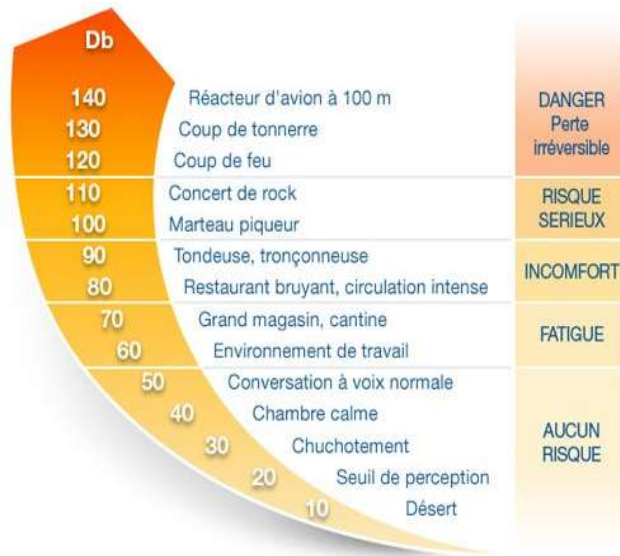 Db
140 Réacteur d'avion à 100 m
130 Coup de tonnerre
120 Coup de feu
DANGER
Perte
irréversible
110 Concert de rock
100 Marteau piqueur
RISQUE
SERIEUX
90 Tondeuse, tronçonneuse
80 Restaurant bruyant, circulation intense
INCOMFORT
70 Grand magasin, cantine
60 Environnement de travail
FATIGUE
50 Conversation à voix normale
40 Chambre calme
30 Chuchotement
20 Seuil de perception
10 Désert
AUCUN
RISQUE